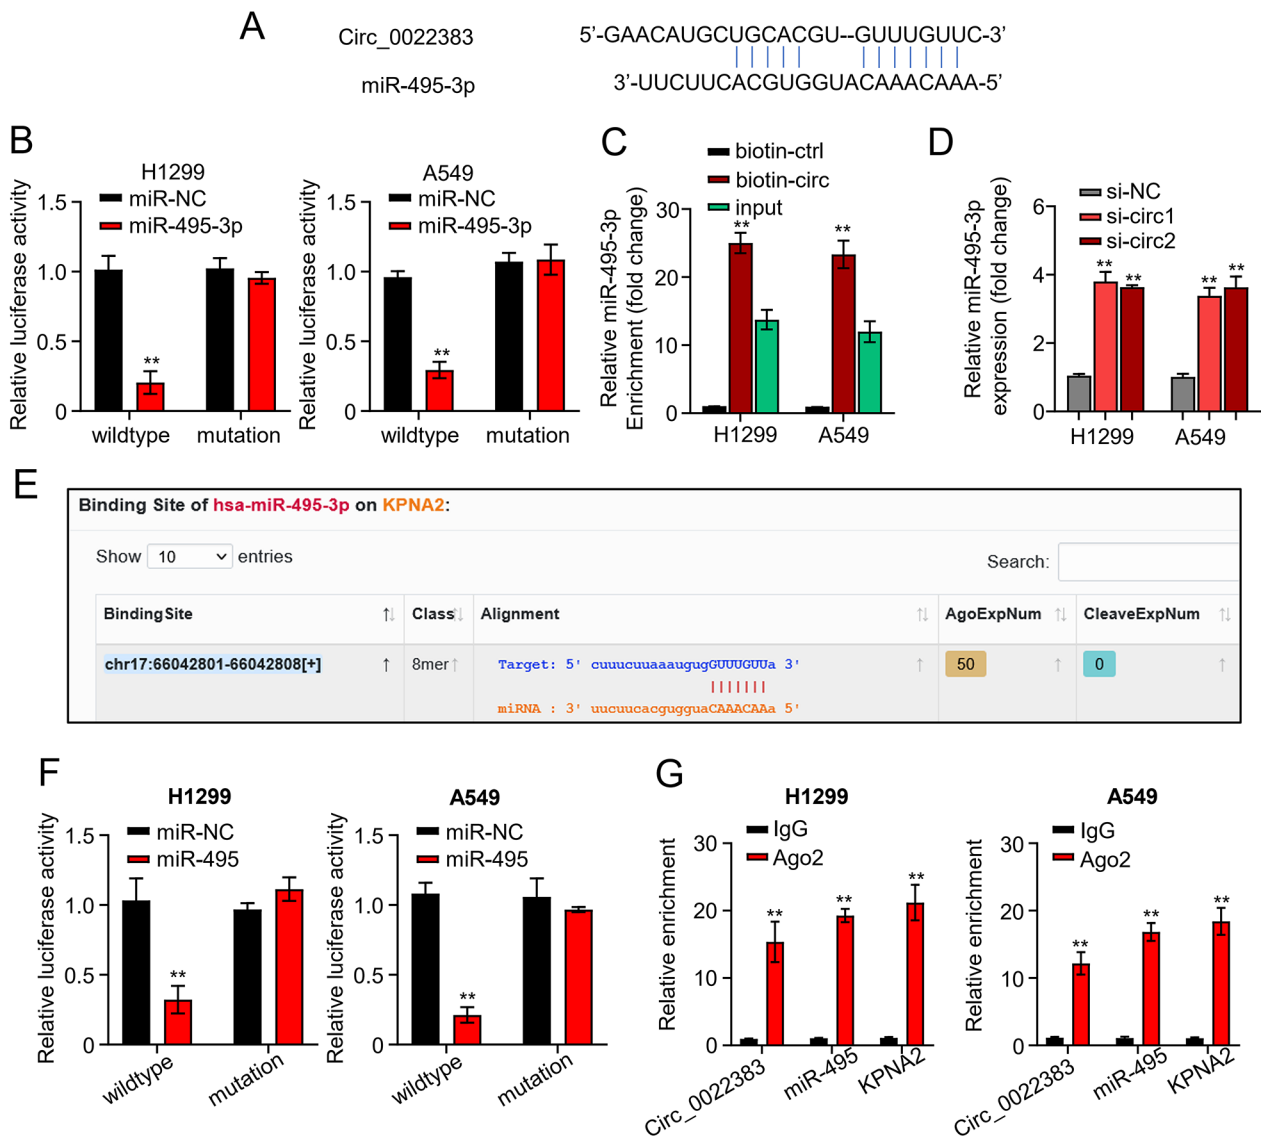 A
Circ_0022383
5'-GAACAUGCUGCACGU--GUUUGUUC-3'
miR-495-3p
3'-UUCUUCACGUGGUACAAACAAA-5'
B
H1299
miR-NC
miR-495-3p
Relative luciferase activity
1.5
1.0
0.5
0
**
wildtype
mutation
A549
miR-NC
miR-495-3p
Relative luciferase activity
1.5
1.0
0.5
0
**
wildtype
mutation
C
biotin-ctrl
biotin-circ
input
Relative miR-495-3p
Enrichment (fold change)
30
20
10
0
**
**
H1299
A549
D
si-NC
si-circ1
si-circ2
Relative miR-495-3p
expression (fold change)
6
4
2
0
**
**
**
**
H1299
A549
E
Binding Site of hsa-miR-495-3p on KPNA2:
Show 10 entries
Search:
BindingSite Class Alignment AgoExpNum CleaveExpNum
chr17:66042801-66042808[+] 8mer Target: 5' cuuucuuaaaugugGUUUGUUa 3' 50 0
miRNA : 3' uucuucacgugguaCAAACAAa 5'
F
H1299
miR-NC
miR-495
Relative luciferase activity
1.5
1.0
0.5
0
**
wildtype
mutation
A549
miR-NC
miR-495
Relative luciferase activity
1.5
1.0
0.5
0
**
wildtype
mutation
G
H1299
IgG
Ago2
Relative enrichment
30
20
10
0
**
**
**
Circ_0022383
miR-495
KPNA2
A549
IgG
Ago2
Relative enrichment
30
20
10
0
**
**
**
Circ_0022383
miR-495
KPNA2